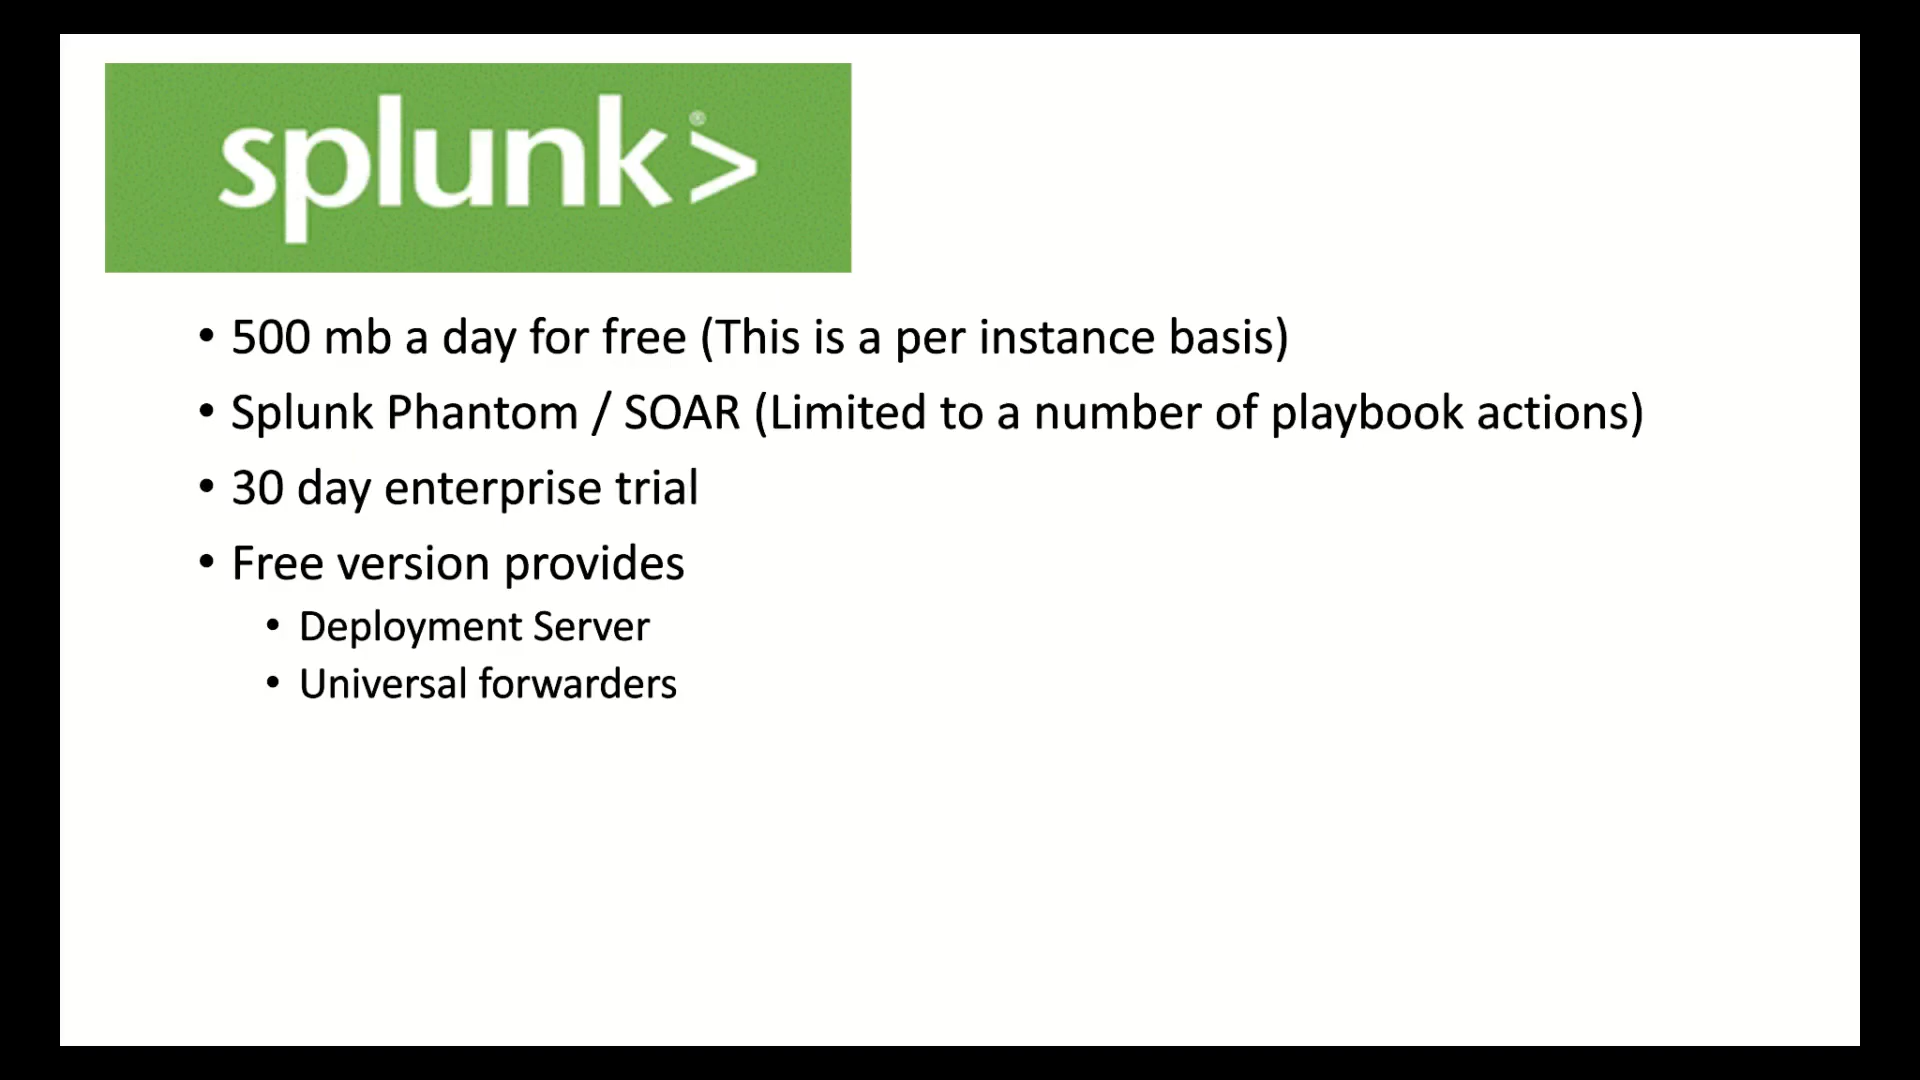 splunk>®
• 500 mb a day for free (This is a per instance basis)
• Splunk Phantom / SOAR (Limited to a number of playbook actions)
• 30 day enterprise trial
• Free version provides
• Deployment Server
• Universal forwarders